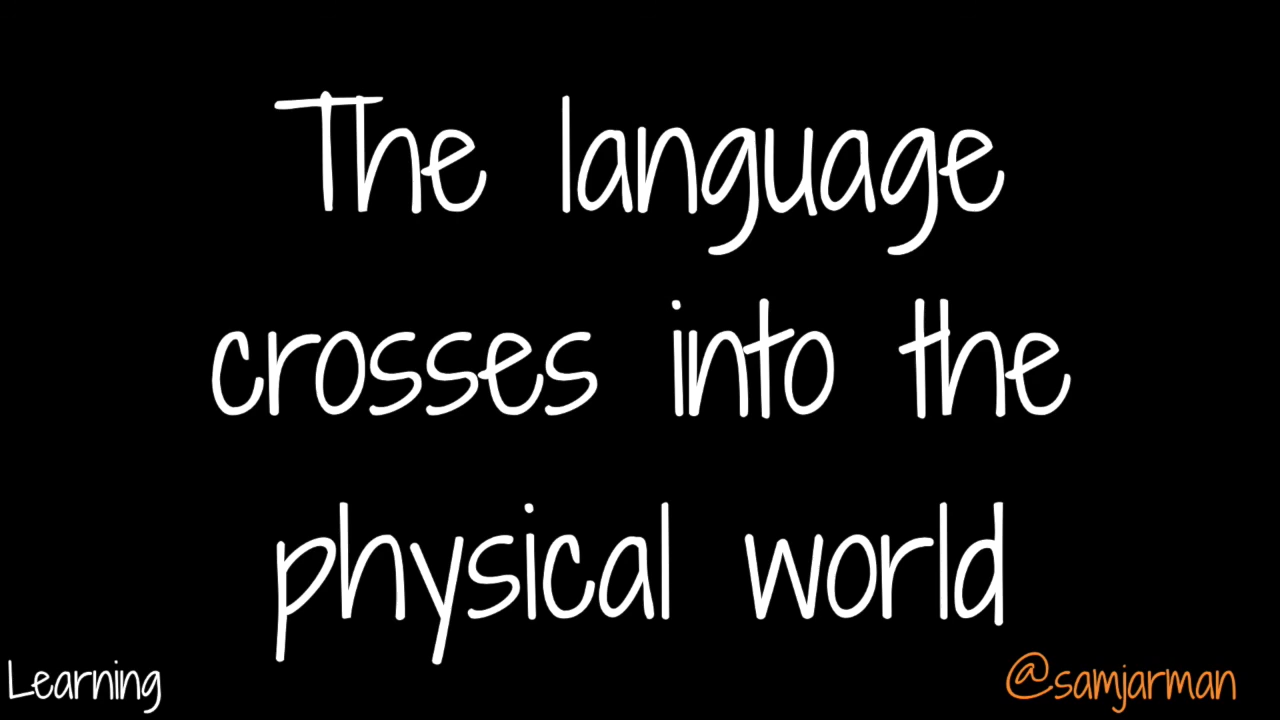 The language
crosses into the
physical world
Learning
@samjarman